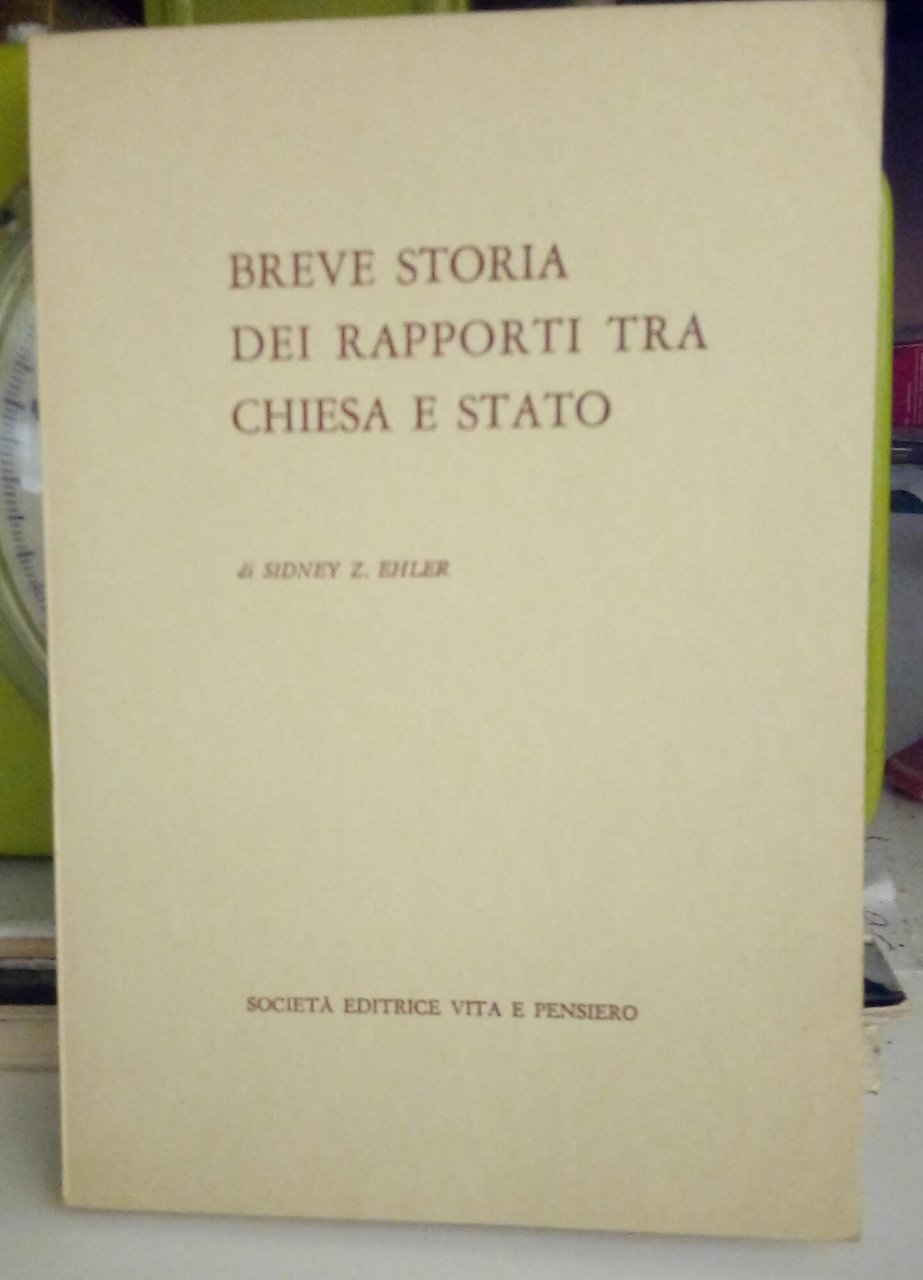 BREVE STORIA
DEI RAPPORTI TRA
CHIESA E STATO
di SIDNEY Z. EHLER
SOCIETÀ EDITRICE VITA E PENSIERO